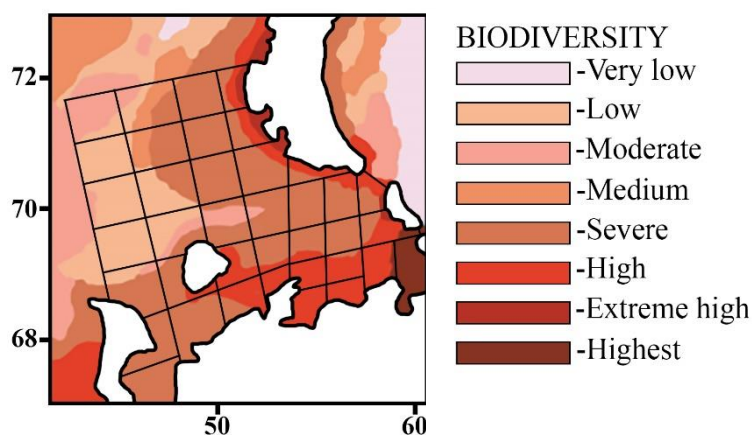 72
70
68
50
60
BIODIVERSITY
-Very low
-Low
-Moderate
-Medium
-Severe
-High
-Extreme high
-Highest